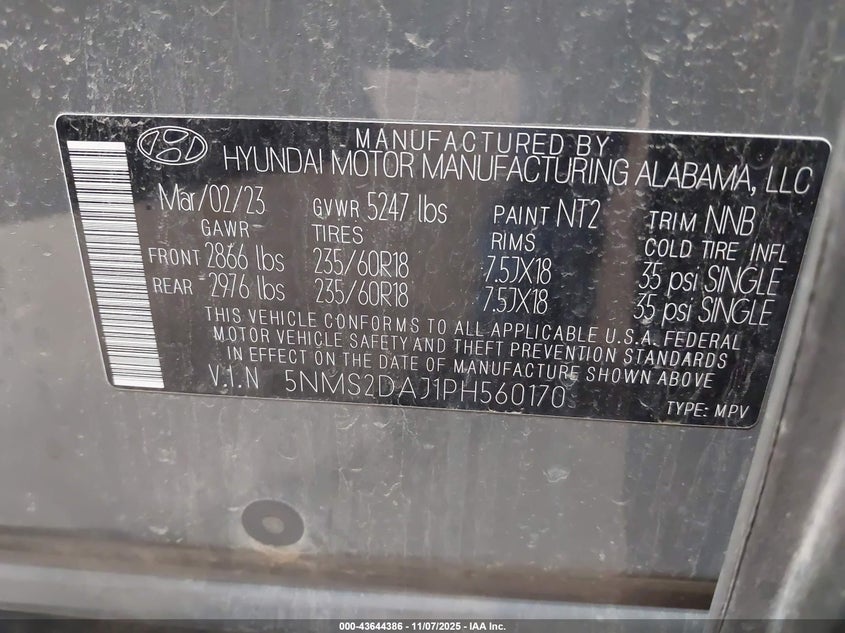 MANUFACTURED BY
HYUNDAI MOTOR MANUFACTURING ALABAMA, LLC
Mar/02/23 GVWR 5247 lbs PAINT NT2 TRIM NNB
GAWR TIRES RIMS COLD TIRE INFL
FRONT 2866 lbs 235/60R18 7.5JX18 35 psi SINGLE
REAR 2976 lbs 235/60R18 7.5JX18 35 psi SINGLE
THIS VEHICLE CONFORMS TO ALL APPLICABLE U.S.A. FEDERAL
MOTOR VEHICLE SAFETY AND THEFT PREVENTION STANDARDS
IN EFFECT ON THE DATE OF MANUFACTURE SHOWN ABOVE
V.I.N 5NMS2DAJ1PH560170 TYPE: MPV
000-43644386 - 11/07/2025 - IAA Inc.